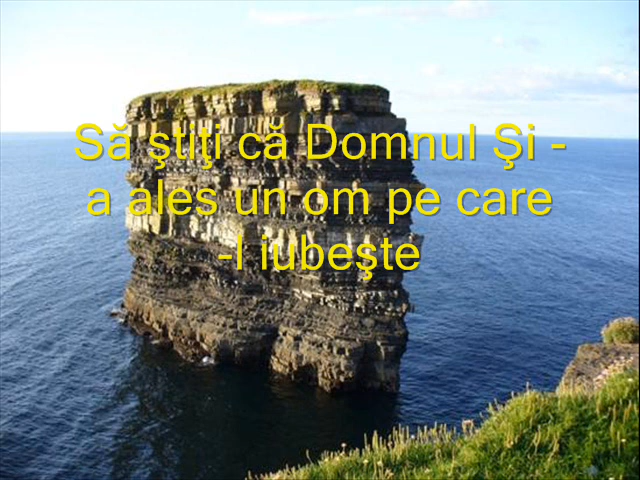 Să ştiţi că Domnul Şi -
a ales un om pe care
-l iubeşte